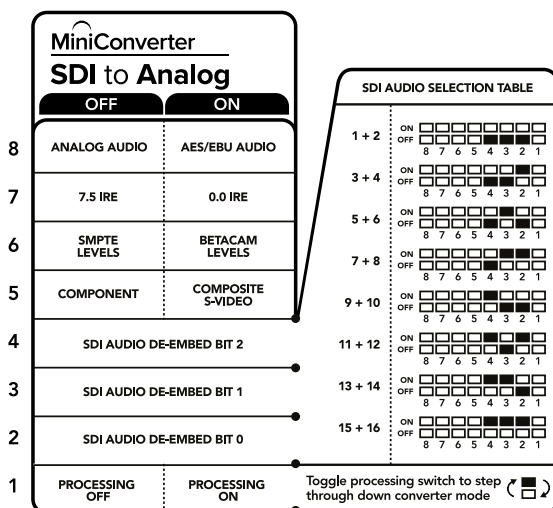 MiniConverter
SDI to Analog
OFF ON
8 ANALOG AUDIO AES/EBU AUDIO
7 7.5 IRE 0.0 IRE
6 SMPTE LEVELS BETACAM LEVELS
5 COMPONENT COMPOSITE S-VIDEO
4 SDI AUDIO DE-EMBED BIT 2
3 SDI AUDIO DE-EMBED BIT 1
2 SDI AUDIO DE-EMBED BIT 0
1 PROCESSING OFF PROCESSING ON
SDI AUDIO SELECTION TABLE
1 + 2
ON
OFF
8 7 6 5 4 3 2 1
3 + 4
ON
OFF
8 7 6 5 4 3 2 1
5 + 6
ON
OFF
8 7 6 5 4 3 2 1
7 + 8
ON
OFF
8 7 6 5 4 3 2 1
9 + 10
ON
OFF
8 7 6 5 4 3 2 1
11 + 12
ON
OFF
8 7 6 5 4 3 2 1
13 + 14
ON
OFF
8 7 6 5 4 3 2 1
15 + 16
ON
OFF
8 7 6 5 4 3 2 1
Toggle processing switch to step
through down converter mode